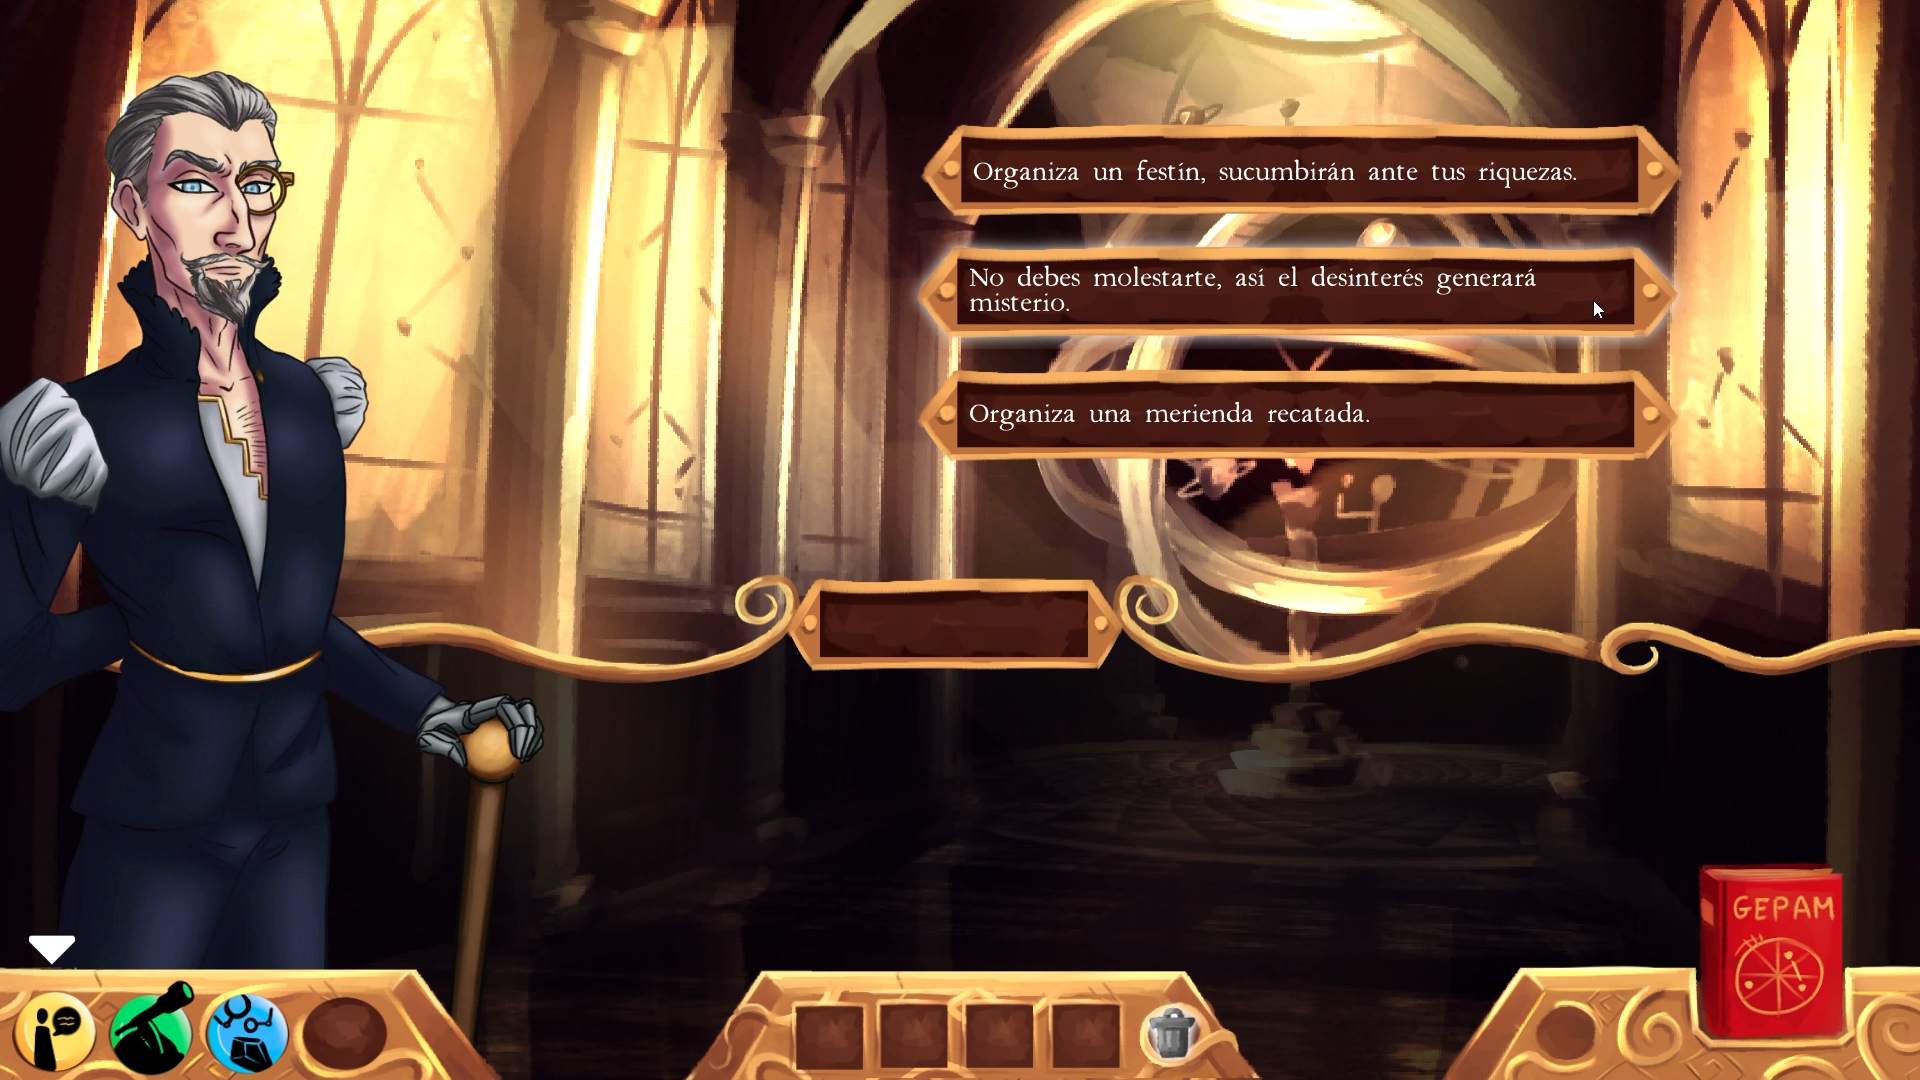 Organiza un festín, sucumbirán ante tus riquezas.
No debes molestarte, así el desinterés generará
misterio.
Organiza una merienda recatada.
GEPAM